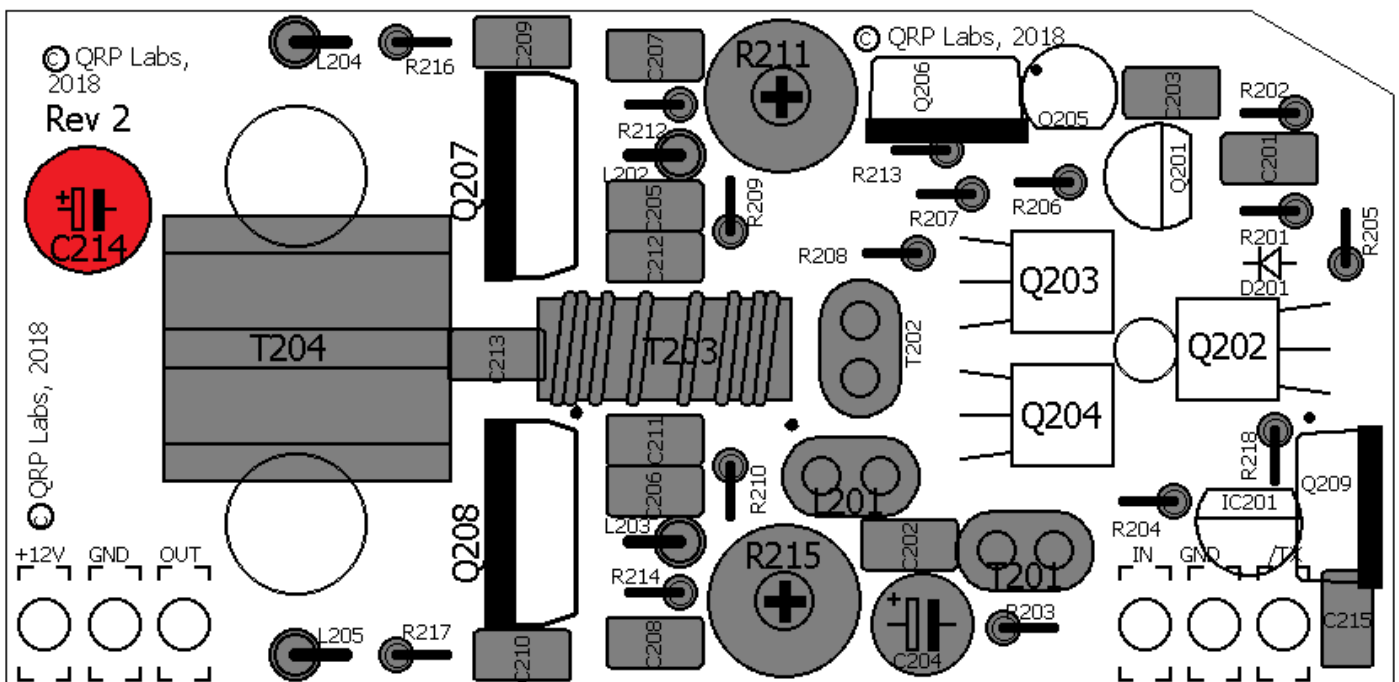 © QRP Labs,
2018
Rev 2
C214
+
L204
R216
C209
C207
R211
© QRP Labs, 2018
Q206
Q205
C203
R202
Q207
R212
L202
R213
Q201
C201
C205
R209
R207
R206
C212
R208
R201
R205
D201
Q203
T204
C213
T203
T202
Q202
Q204
© QRP Labs, 2018
C211
R210
C206
L201
R218
Q209
IC201
R204
Q208
L203
R215
C202
T201
+12V
GND
OUT
IN
GND
/TX
R214
+
C204
R203
C215
L205
R217
C210
C208